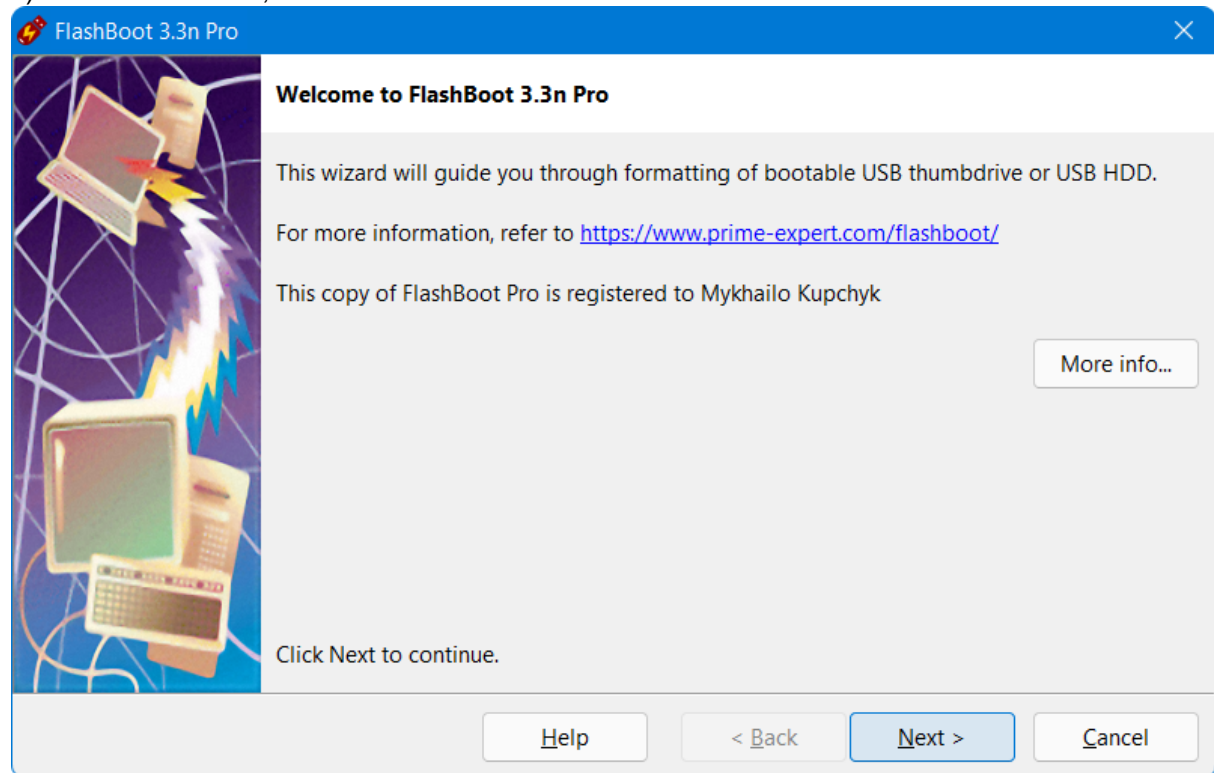 FlashBoot 3.3n Pro
Welcome to FlashBoot 3.3n Pro
This wizard will guide you through formatting of bootable USB thumbdrive or USB HDD.
For more information, refer to https://www.prime-expert.com/flashboot/
This copy of FlashBoot Pro is registered to Mykhailo Kupchyk
More info...
Click Next to continue.
Help
< Back
Next >
Cancel